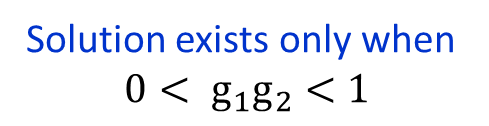 Solution exists only when
0 < g₁g₂ < 1